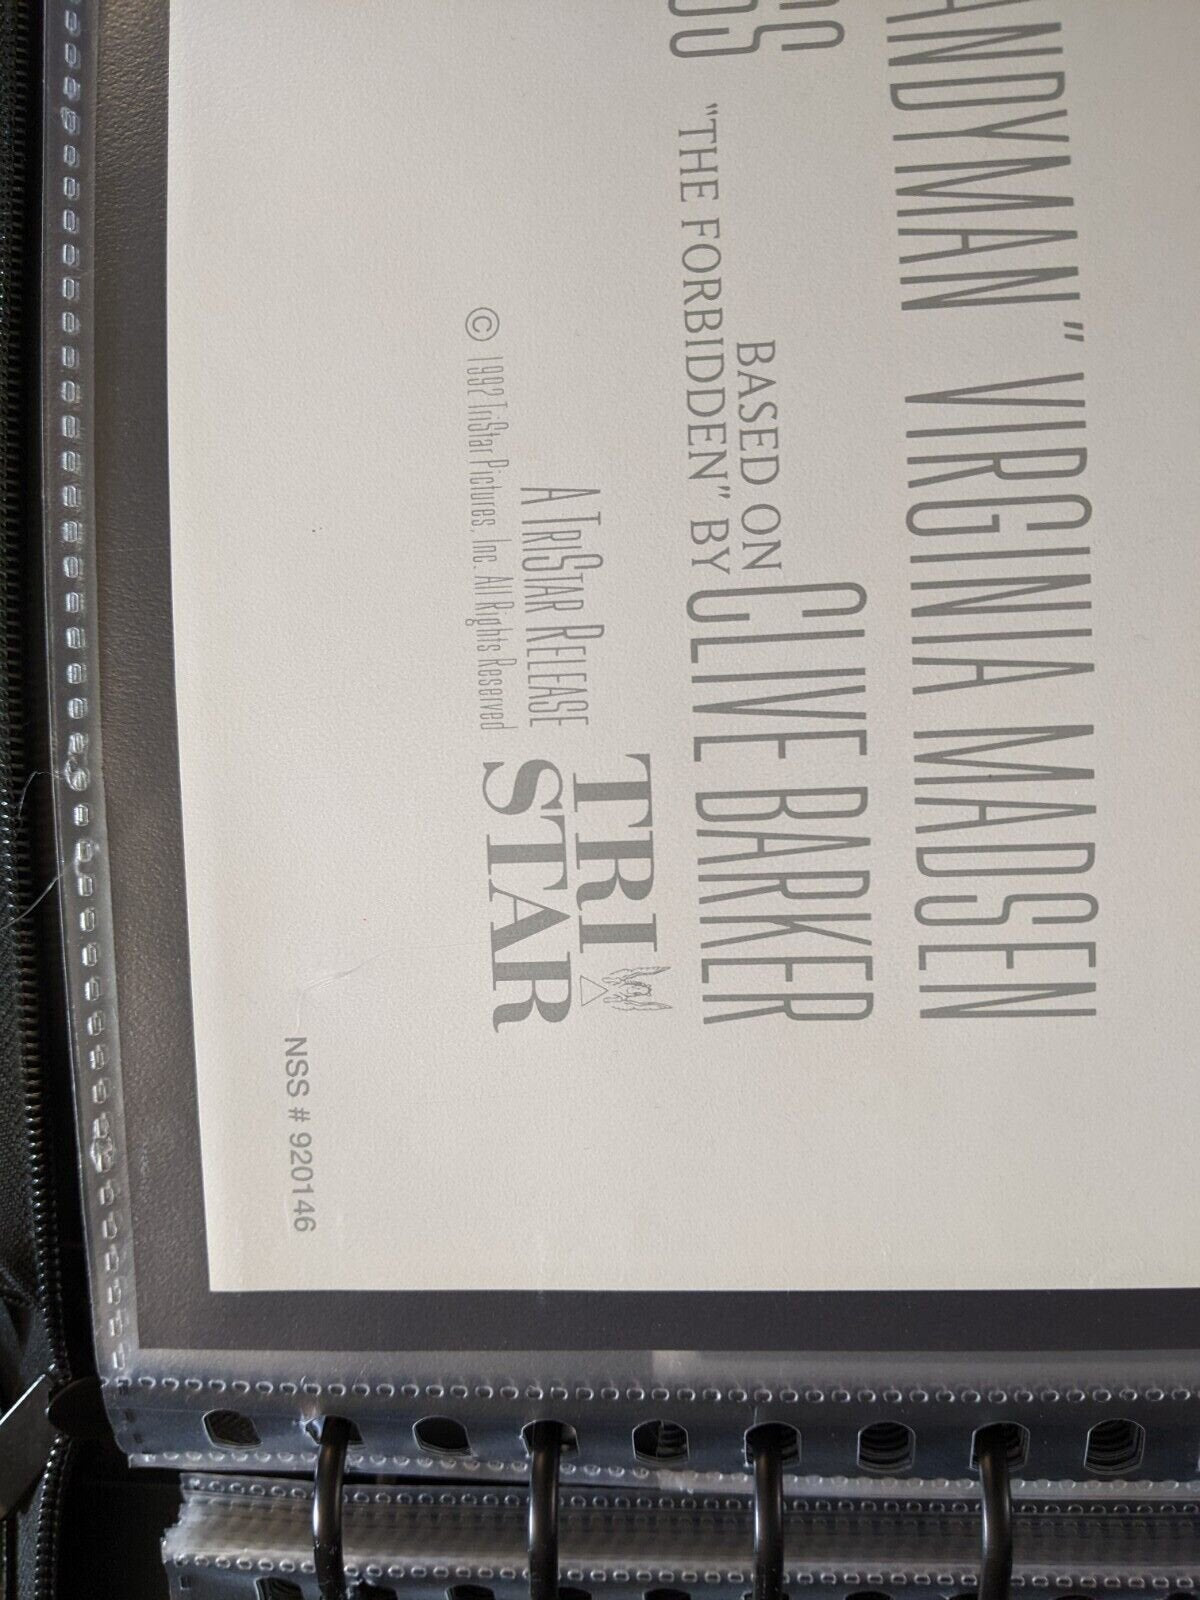 ANDYMAN" VIRGINIA MADSEN
SS
BASED ON
"THE FORBIDDEN" BY CLIVE BARKER
A TRISTAR RELEASE
© 1992 TriStar Pictures, Inc. All Rights Reserved
TRI
STAR
NSS # 920146